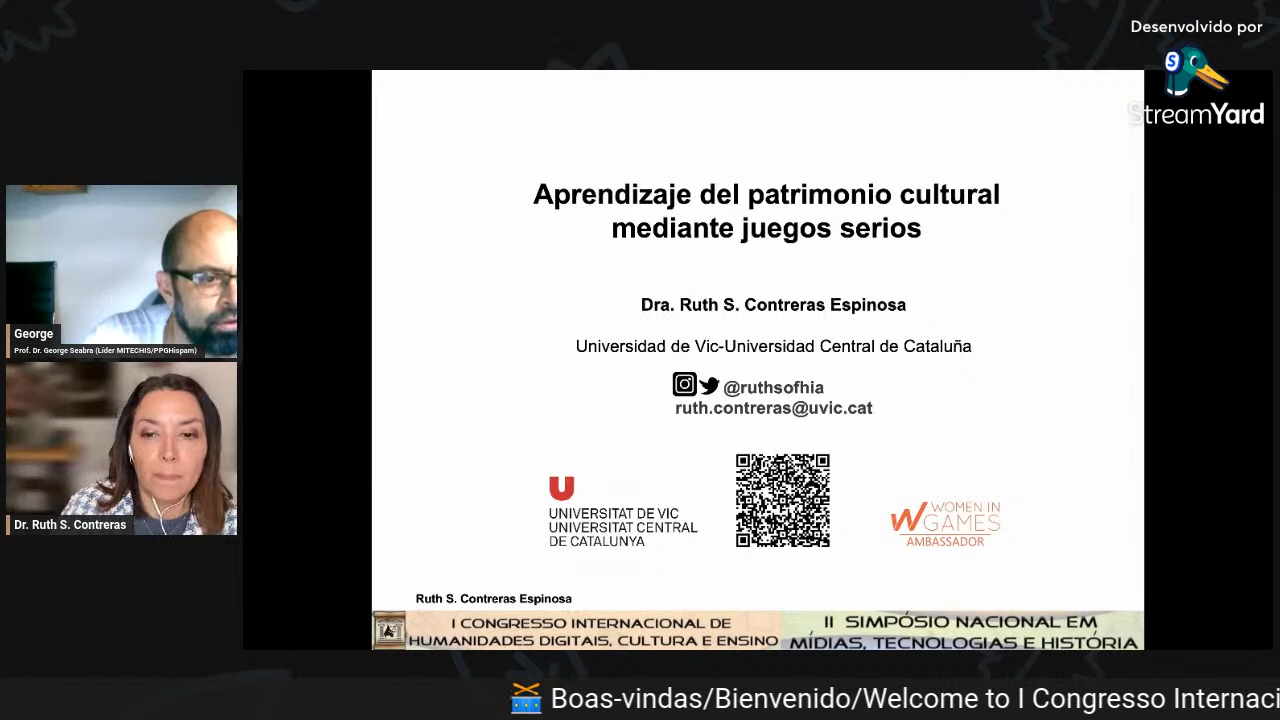 Desenvolvido por
StreamYard
Aprendizaje del patrimonio cultural
mediante juegos serios
Dra. Ruth S. Contreras Espinosa
Universidad de Vic-Universidad Central de Cataluña
@ruthsofhia
ruth.contreras@uvic.cat
U
UNIVERSITAT DE VIC
UNIVERSITAT CENTRAL
DE CATALUNYA
W WOMEN IN
GAMES
AMBASSADOR
George
Prof. Dr. George Seabra (Líder MITECHIS/PPGHispam)
Dr. Ruth S. Contreras
Ruth S. Contreras Espinosa
I CONGRESSO INTERNACIONAL DE
HUMANIDADES DIGITAIS, CULTURA E ENSINO
II SIMPÓSIO NACIONAL EM
MÍDIAS, TECNOLOGIAS E HISTÓRIA
Boas-vindas/Bienvenido/Welcome to I Congresso Internaci